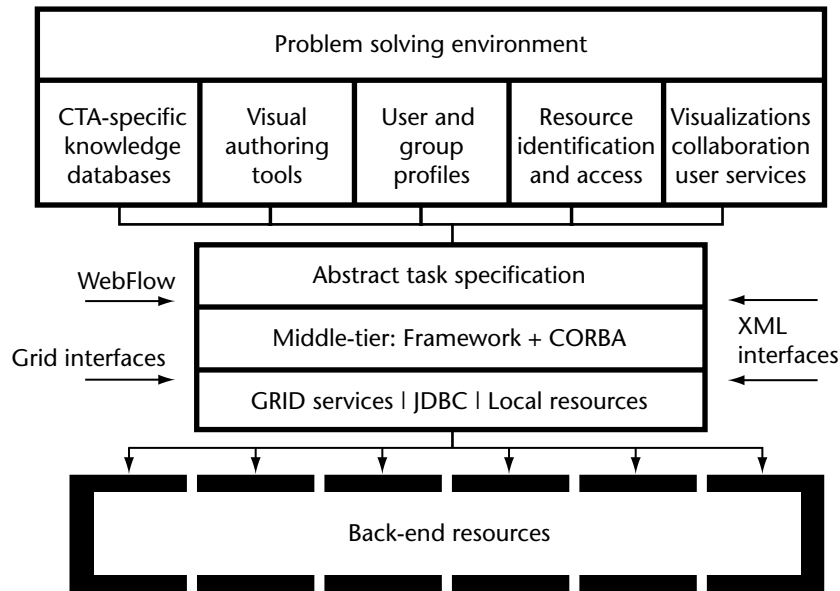 Problem solving environment
CTA-specific
knowledge
databases
Visual
authoring
tools
User and
group
profiles
Resource
identification
and access
Visualizations
collaboration
user services
Abstract task specification
WebFlow
Middle-tier: Framework + CORBA
XML
interfaces
Grid interfaces
GRID services | JDBC | Local resources
Back-end resources